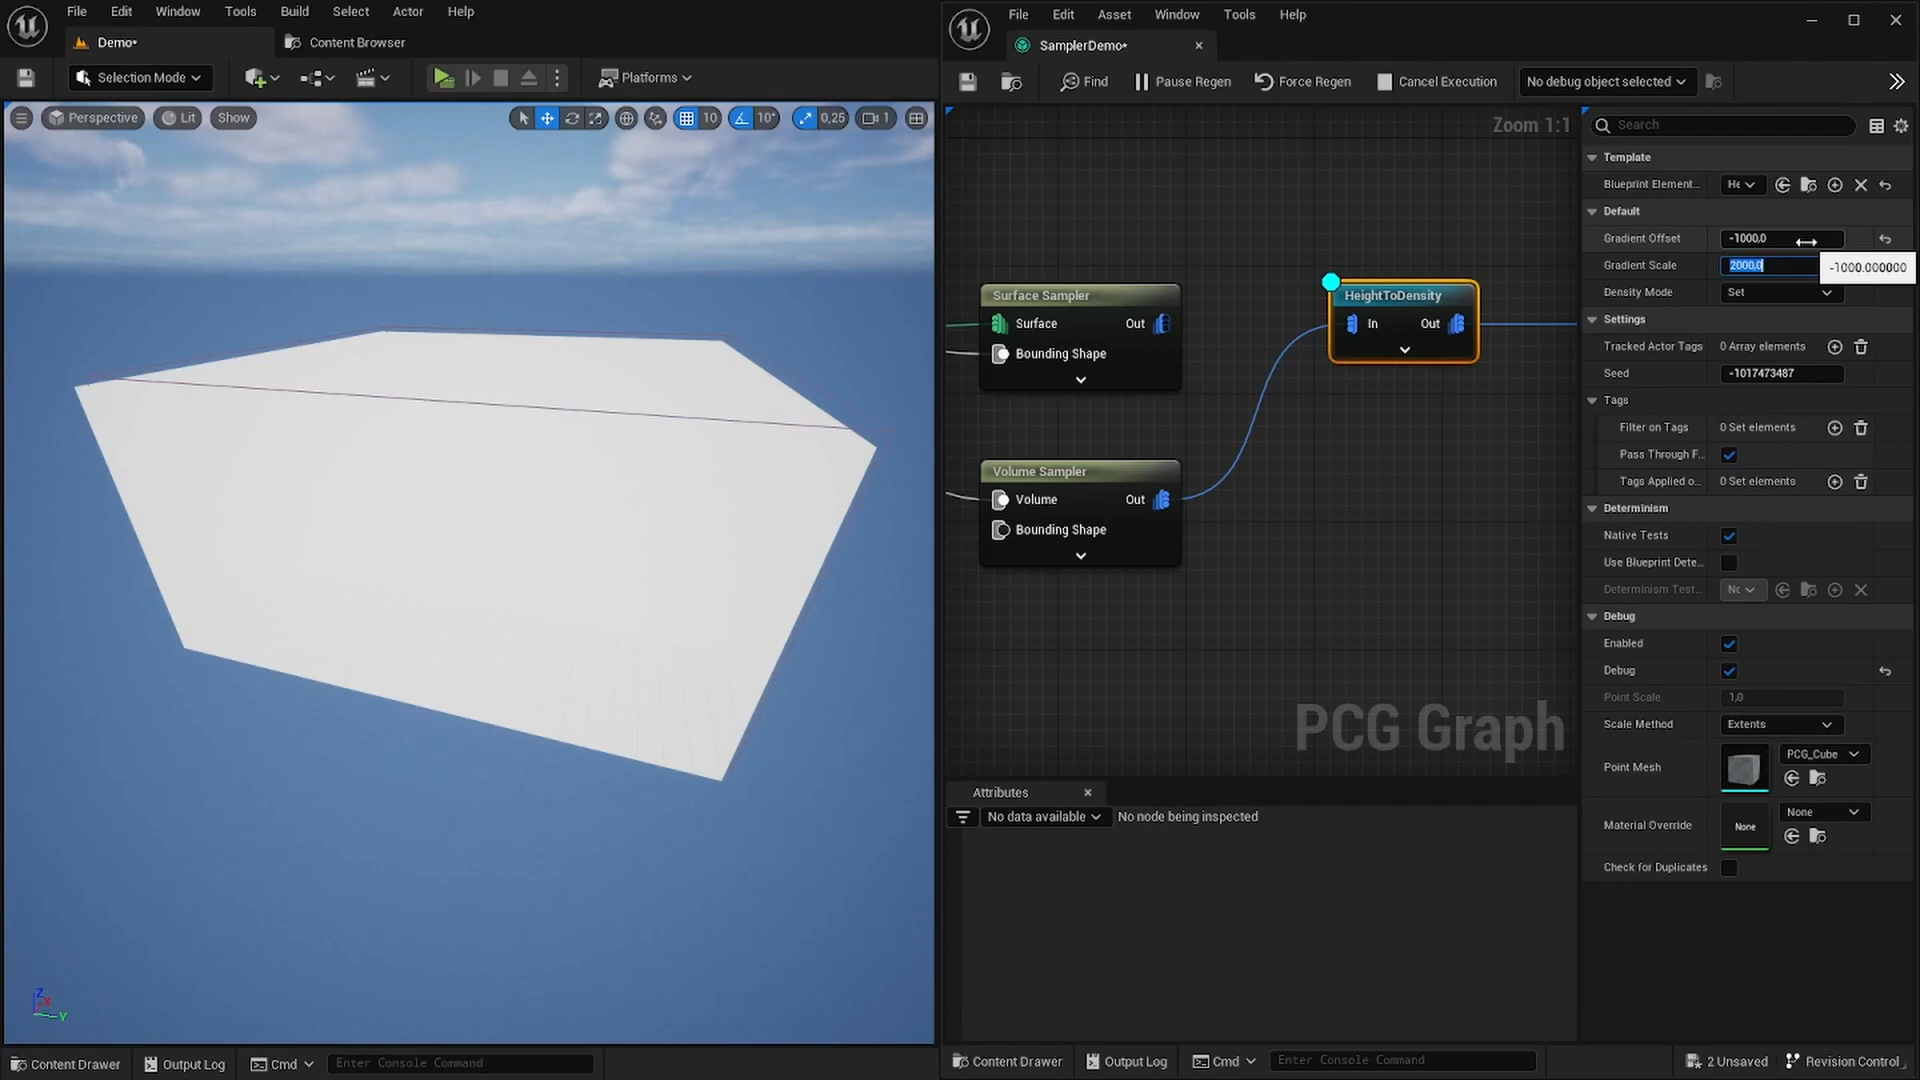 File Edit Window Tools Build Select Actor Help
Demo•
Content Browser
Selection Mode
Platforms
Perspective
Lit
Show
10
10°
0,25
1
Content Drawer
Output Log
Cmd
Enter Console Command
File Edit Asset Window Tools Help
SamplerDemo•
Find
Pause Regen
Force Regen
Cancel Execution
No debug object selected
Zoom 1:1
Surface Sampler
Surface
Out
Bounding Shape
Volume Sampler
Volume
Out
Bounding Shape
HeightToDensity
In
Out
PCG Graph
Attributes
No data available
No node being inspected
Search
Template
Blueprint Element...
He
Default
Gradient Offset
-1000,0
Gradient Scale
2000,0
-1000.000000
Density Mode
Set
Settings
Tracked Actor Tags
0 Array elements
Seed
-1017473487
Tags
Filter on Tags
0 Set elements
Pass Through F...
Tags Applied o...
0 Set elements
Determinism
Native Tests
Use Blueprint Dete...
Determinism Test...
Nc
Debug
Enabled
Debug
Point Scale
1,0
Scale Method
Extents
Point Mesh
PCG_Cube
Material Override
None
None
Check for Duplicates
Content Drawer
Output Log
Cmd
Enter Console Command
2 Unsaved
Revision Control
Z
X
Y